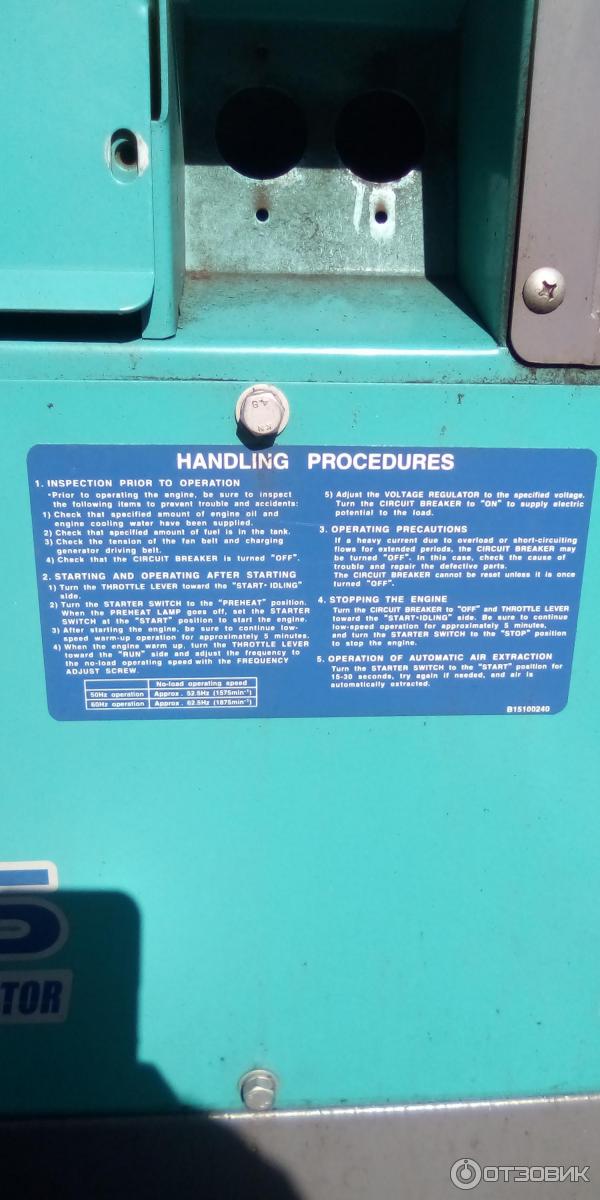 HANDLING PROCEDURES
1. INSPECTION PRIOR TO OPERATION
•Prior to operating the engine, be sure to inspect
the following items to prevent trouble and accidents:
1) Check that specified amount of engine oil and
engine cooling water have been supplied.
2) Check that specified amount of fuel is in the tank.
3) Check the tension of the fan belt and charging
generator driving belt.
4) Check that the CIRCUIT BREAKER is turned "OFF".
2. STARTING AND OPERATING AFTER STARTING
1) Turn the THROTTLE LEVER toward the "START·IDLING"
side.
2) Turn the STARTER SWITCH to the "PREHEAT" position.
When the PREHEAT LAMP goes off, set the STARTER
SWITCH at the "START" position to start the engine.
3) After starting the engine, be sure to continue low-
speed warm-up operation for approximately 5 minutes.
4) When the engine warm up, turn the THROTTLE LEVER
toward the "RUN" side and adjust the frequency to
the no-load operating speed with the FREQUENCY
ADJUST SCREW.
No-load operating speed
50Hz operation Approx. 52.5Hz (1575min⁻¹)
60Hz operation Approx. 62.5Hz (1875min⁻¹)
5) Adjust the VOLTAGE REGULATOR to the specified voltage.
Turn the CIRCUIT BREAKER to "ON" to supply electric
potential to the load.
3. OPERATING PRECAUTIONS
If a heavy current due to overload or short-circuiting
flows for extended periods, the CIRCUIT BREAKER may
be turned "OFF". In this case, check the cause of
trouble and repair the defective parts.
The CIRCUIT BREAKER cannot be reset unless it is once
turned "OFF".
4. STOPPING THE ENGINE
Turn the CIRCUIT BREAKER to "OFF" and THROTTLE LEVER
toward the "START·IDLING" side. Be sure to continue
low-speed operation for approximately 5 minutes,
and turn the STARTER SWITCH to the "STOP" position
to stop the engine.
5. OPERATION OF AUTOMATIC AIR EXTRACTION
Turn the STARTER SWITCH to the "START" position for
15-30 seconds, try again if needed, and air is
automatically extracted.
B15100240
5
TOR
ОТЗОВИК